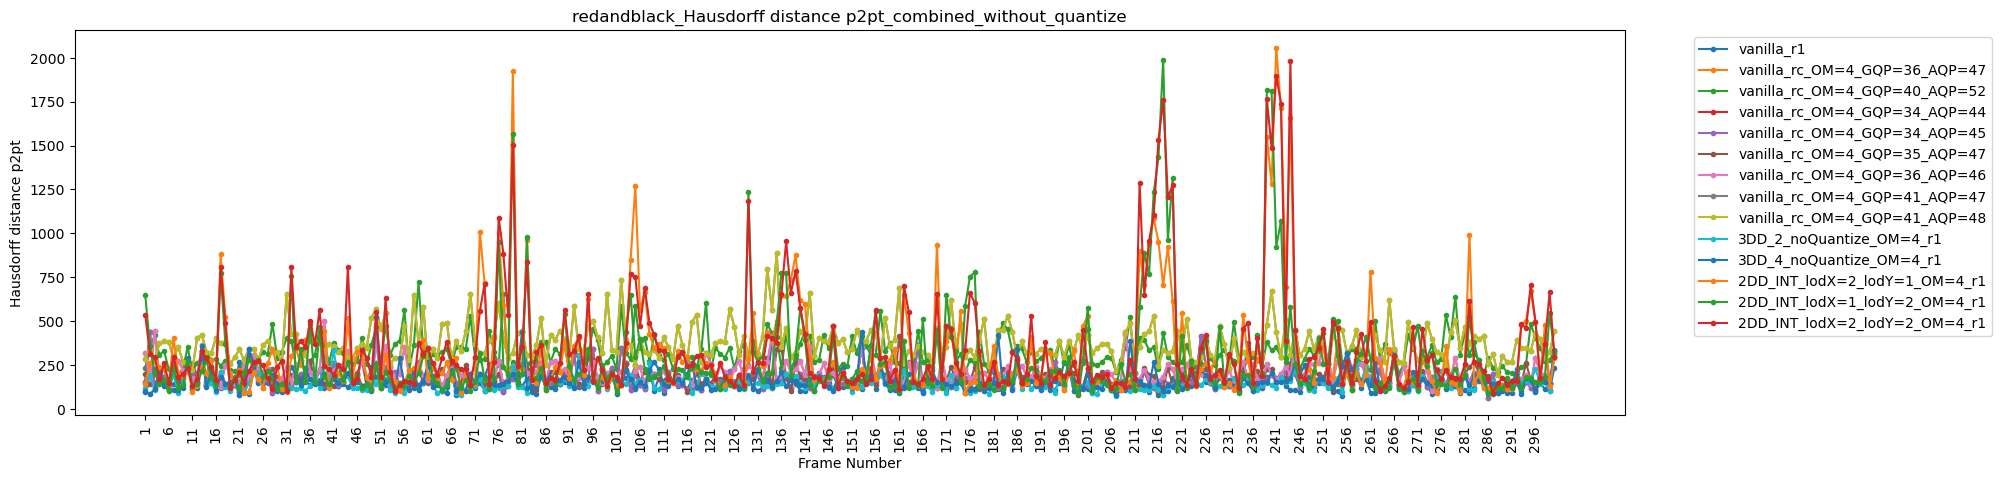 redandblack_Hausdorff distance p2pt_combined_without_quantize
Hausdorff distance p2pt
2000
1750
1500
1250
1000
750
500
250
0
1 6 11 16 21 26 31 36 41 46 51 56 61 66 71 76 81 86 91 96 101 106 111 116 121 126 131 136 141 146 151 156 161 166 171 176 181 186 191 196 201 206 211 216 221 226 231 236 241 246 251 256 261 266 271 276 281 286 291 296
Frame Number
vanilla_r1
vanilla_rc_OM=4_GQP=36_AQP=47
vanilla_rc_OM=4_GQP=40_AQP=52
vanilla_rc_OM=4_GQP=34_AQP=44
vanilla_rc_OM=4_GQP=34_AQP=45
vanilla_rc_OM=4_GQP=35_AQP=47
vanilla_rc_OM=4_GQP=36_AQP=46
vanilla_rc_OM=4_GQP=41_AQP=47
vanilla_rc_OM=4_GQP=41_AQP=48
3DD_2_noQuantize_OM=4_r1
3DD_4_noQuantize_OM=4_r1
2DD_INT_lodX=2_lodY=1_OM=4_r1
2DD_INT_lodX=1_lodY=2_OM=4_r1
2DD_INT_lodX=2_lodY=2_OM=4_r1